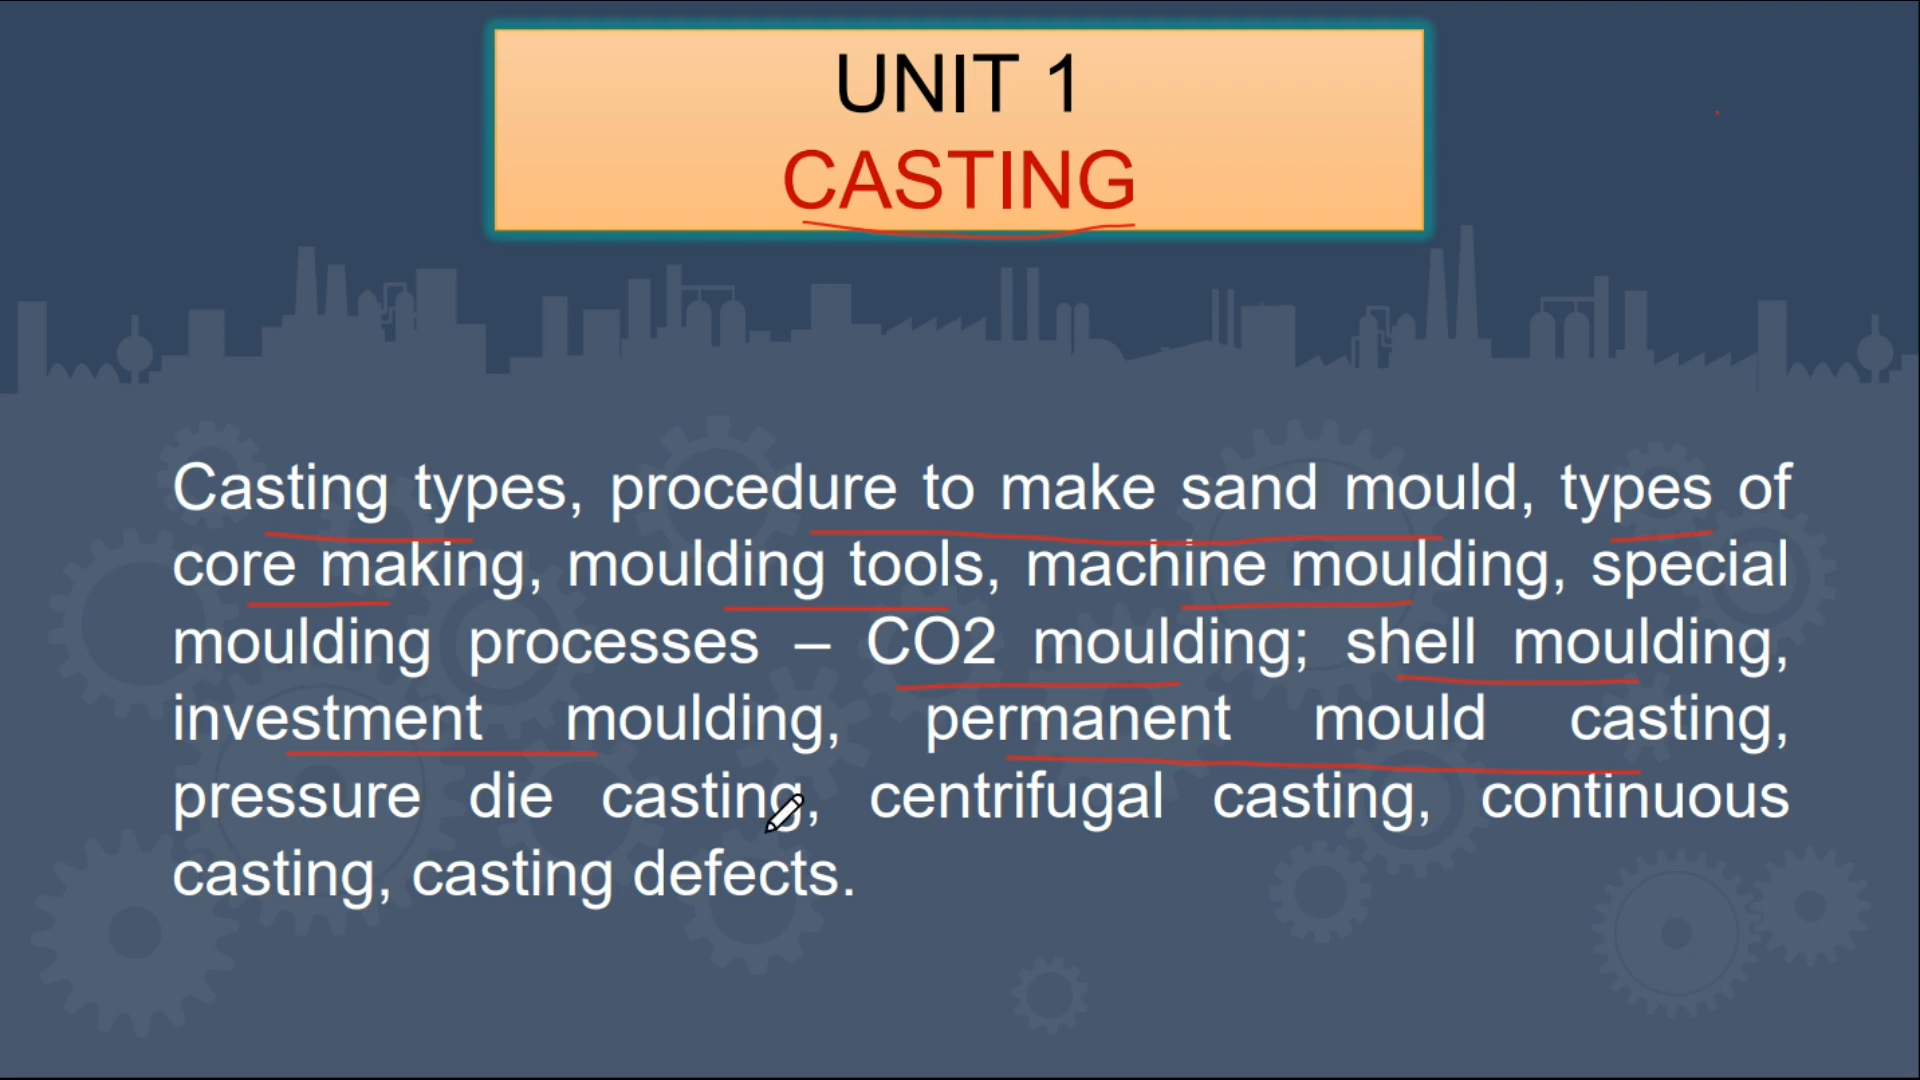 UNIT 1
CASTING
Casting types, procedure to make sand mould, types of
core making, moulding tools, machine moulding, special
moulding processes – CO2 moulding; shell moulding,
investment moulding, permanent mould casting,
pressure die casting, centrifugal casting, continuous
casting, casting defects.